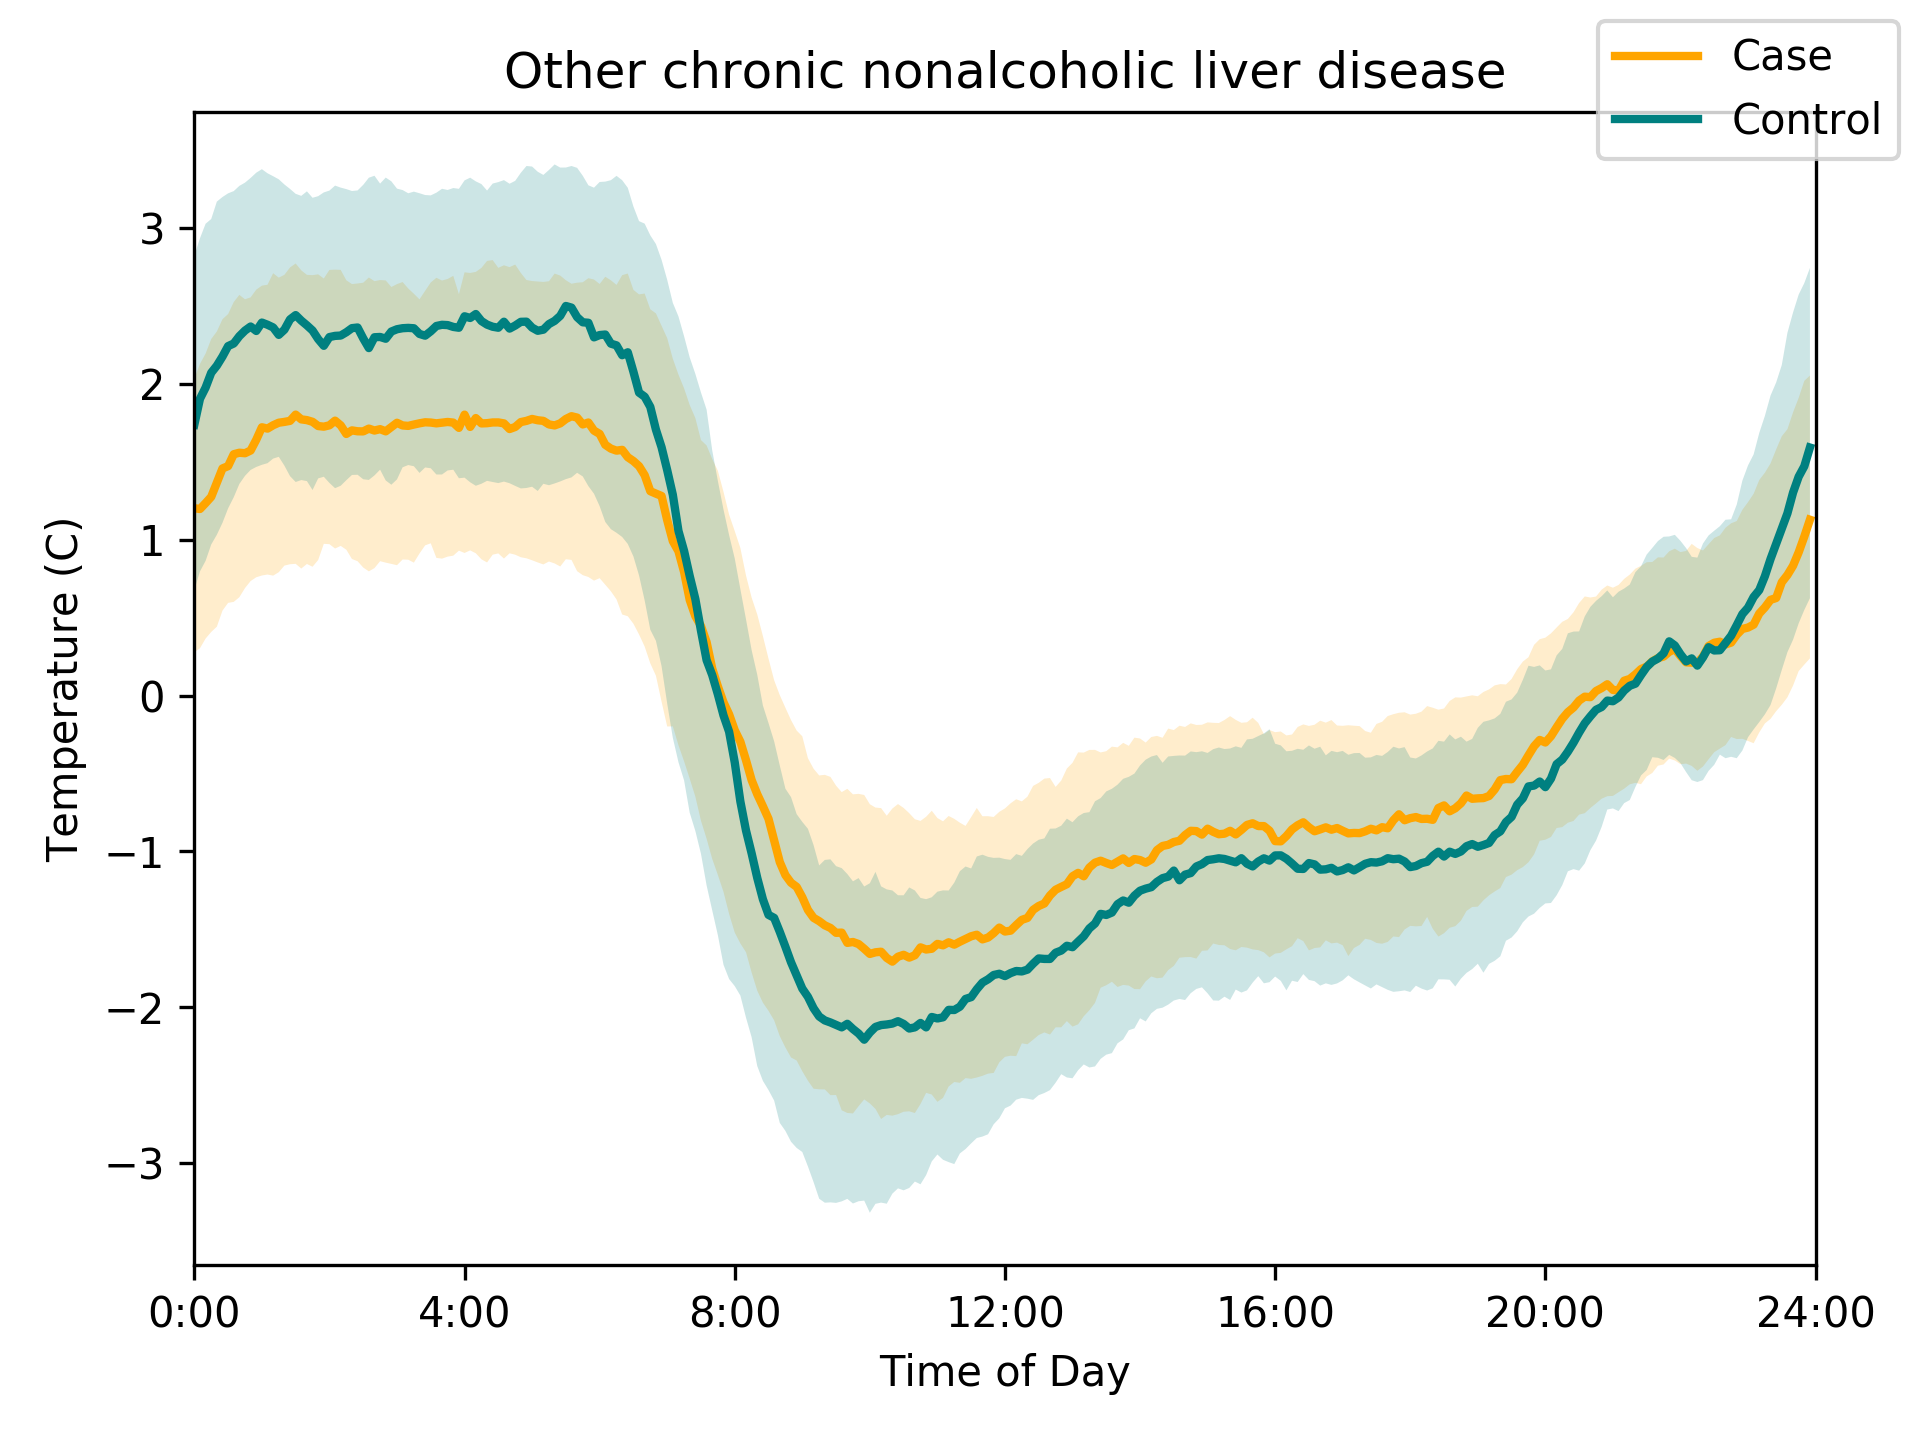 Other chronic nonalcoholic liver disease
Case
Control
Temperature (C)
3
2
1
0
−1
−2
−3
0:00 4:00 8:00 12:00 16:00 20:00 24:00
Time of Day